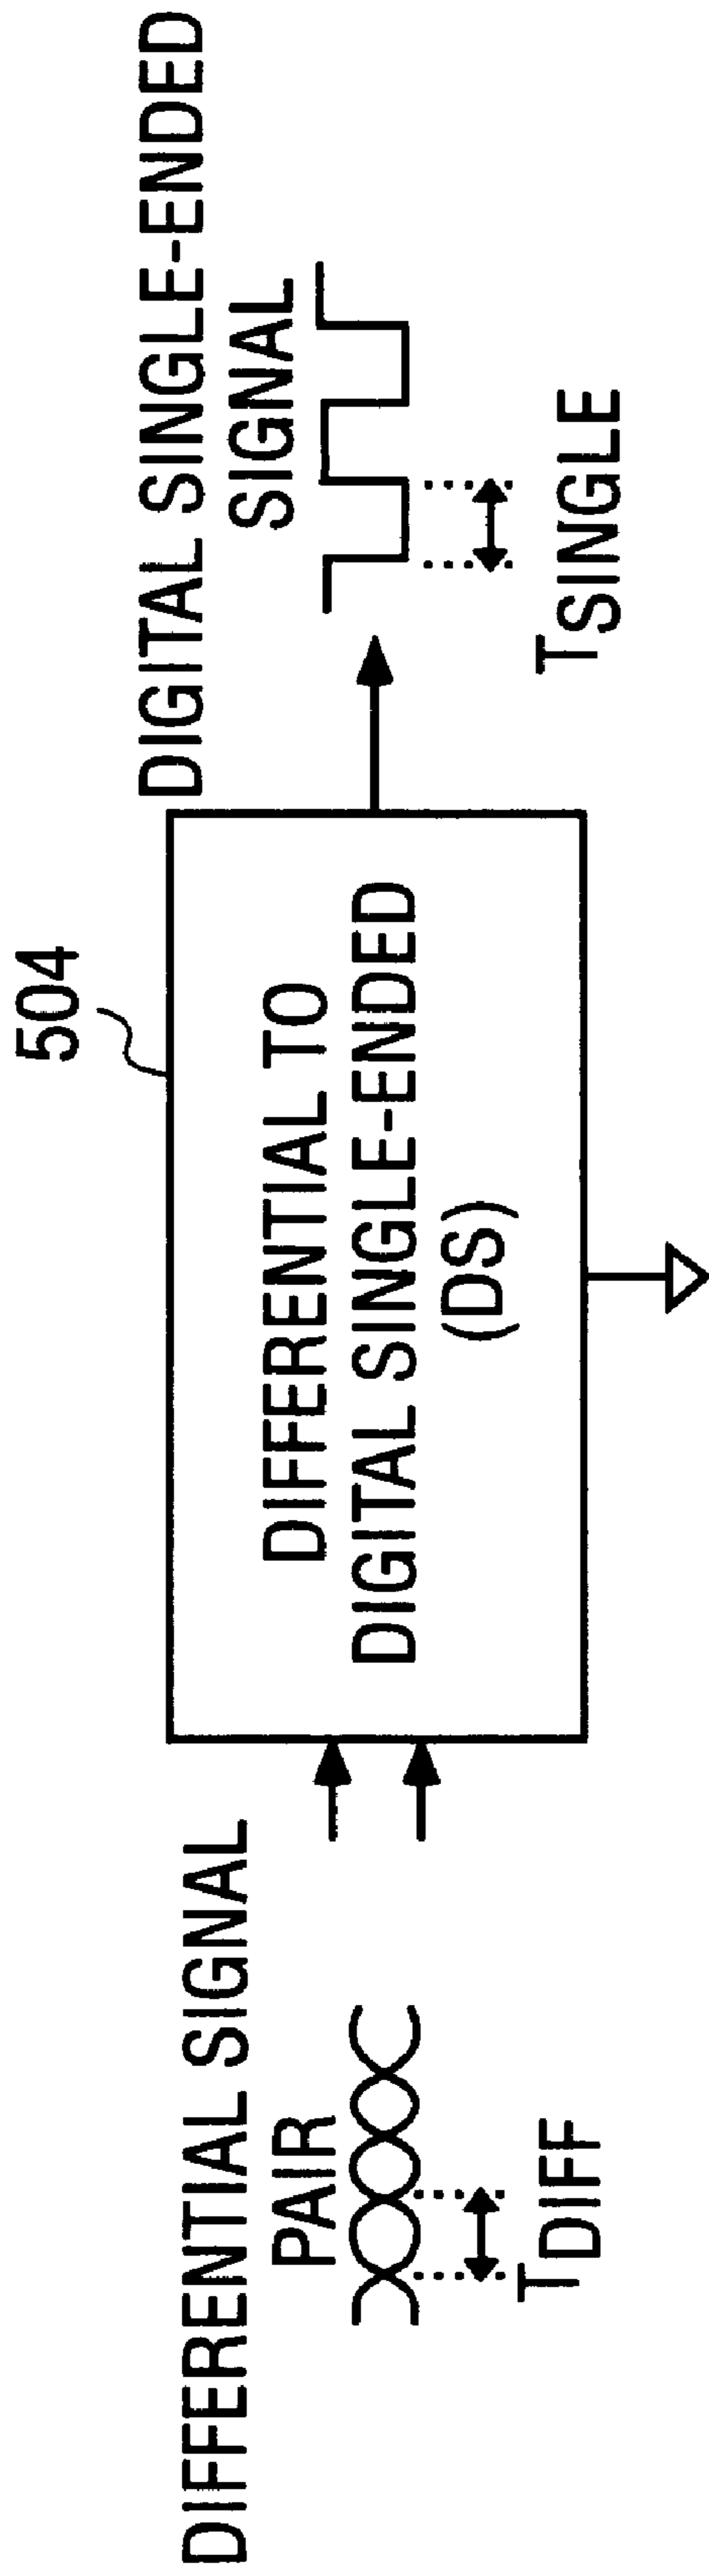 DIFFERENTIAL SIGNAL
PAIR
TDIFF
504
DIFFERENTIAL TO
DIGITAL SINGLE-ENDED
(DS)
DIGITAL SINGLE-ENDED
SIGNAL
TSINGLE